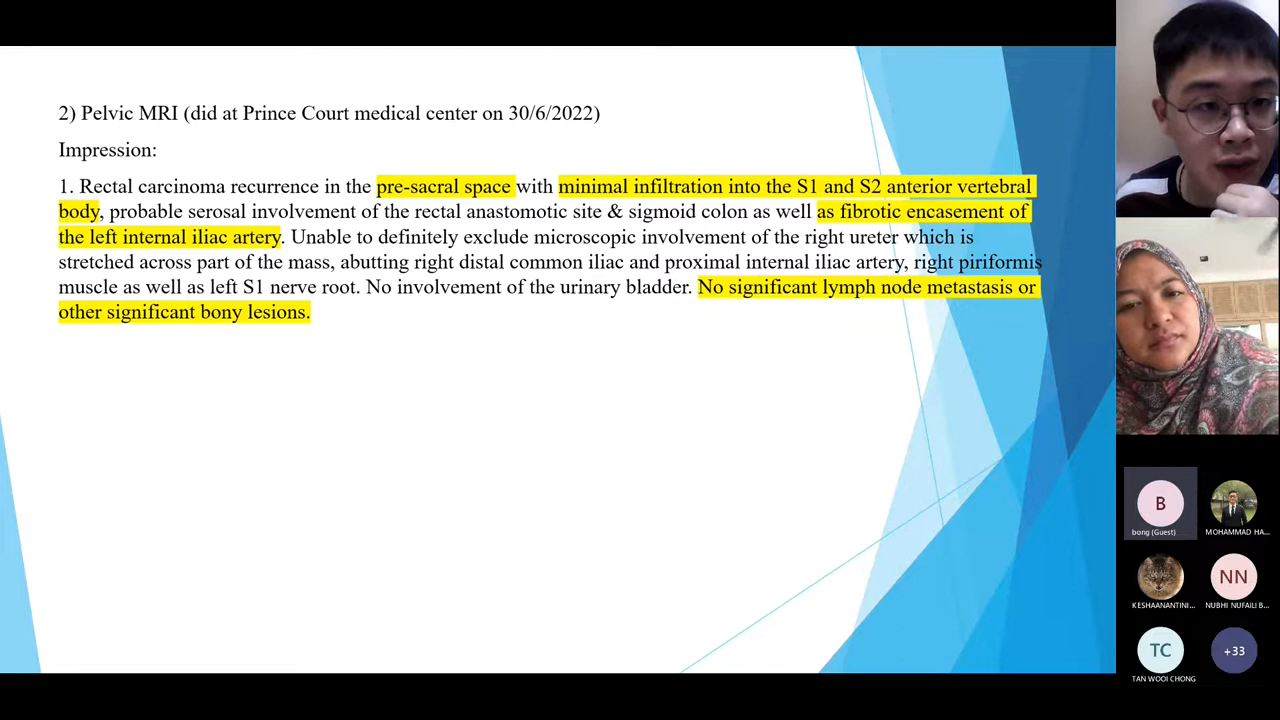 2) Pelvic MRI (did at Prince Court medical center on 30/6/2022)
Impression:
1. Rectal carcinoma recurrence in the pre-sacral space with minimal infiltration into the S1 and S2 anterior vertebral
body, probable serosal involvement of the rectal anastomotic site & sigmoid colon as well as fibrotic encasement of
the left internal iliac artery. Unable to definitely exclude microscopic involvement of the right ureter which is
stretched across part of the mass, abutting right distal common iliac and proximal internal iliac artery, right piriformis
muscle as well as left S1 nerve root. No involvement of the urinary bladder. No significant lymph node metastasis or
other significant bony lesions.
B
bong (Guest)
MOHAMMAD HA...
KESHAANANTINI...
NN
NUBHI NUFAILI B...
TC
TAN WOOI CHONG
+33